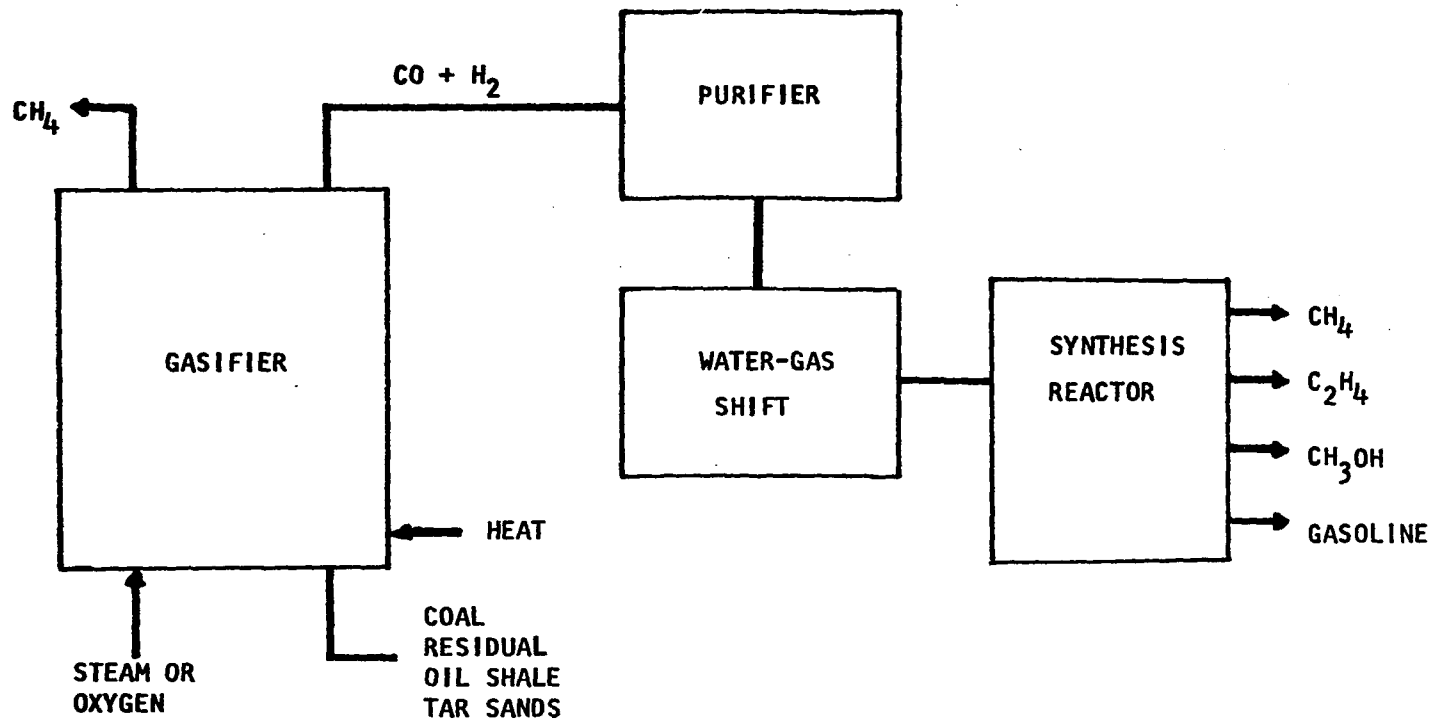 CO + H₂
PURIFIER
CH₄
GASIFIER
WATER-GAS
SHIFT
SYNTHESIS
REACTOR
CH₄
C₂H₄
CH₃OH
GASOLINE
HEAT
STEAM OR
OXYGEN
COAL
RESIDUAL
OIL SHALE
TAR SANDS